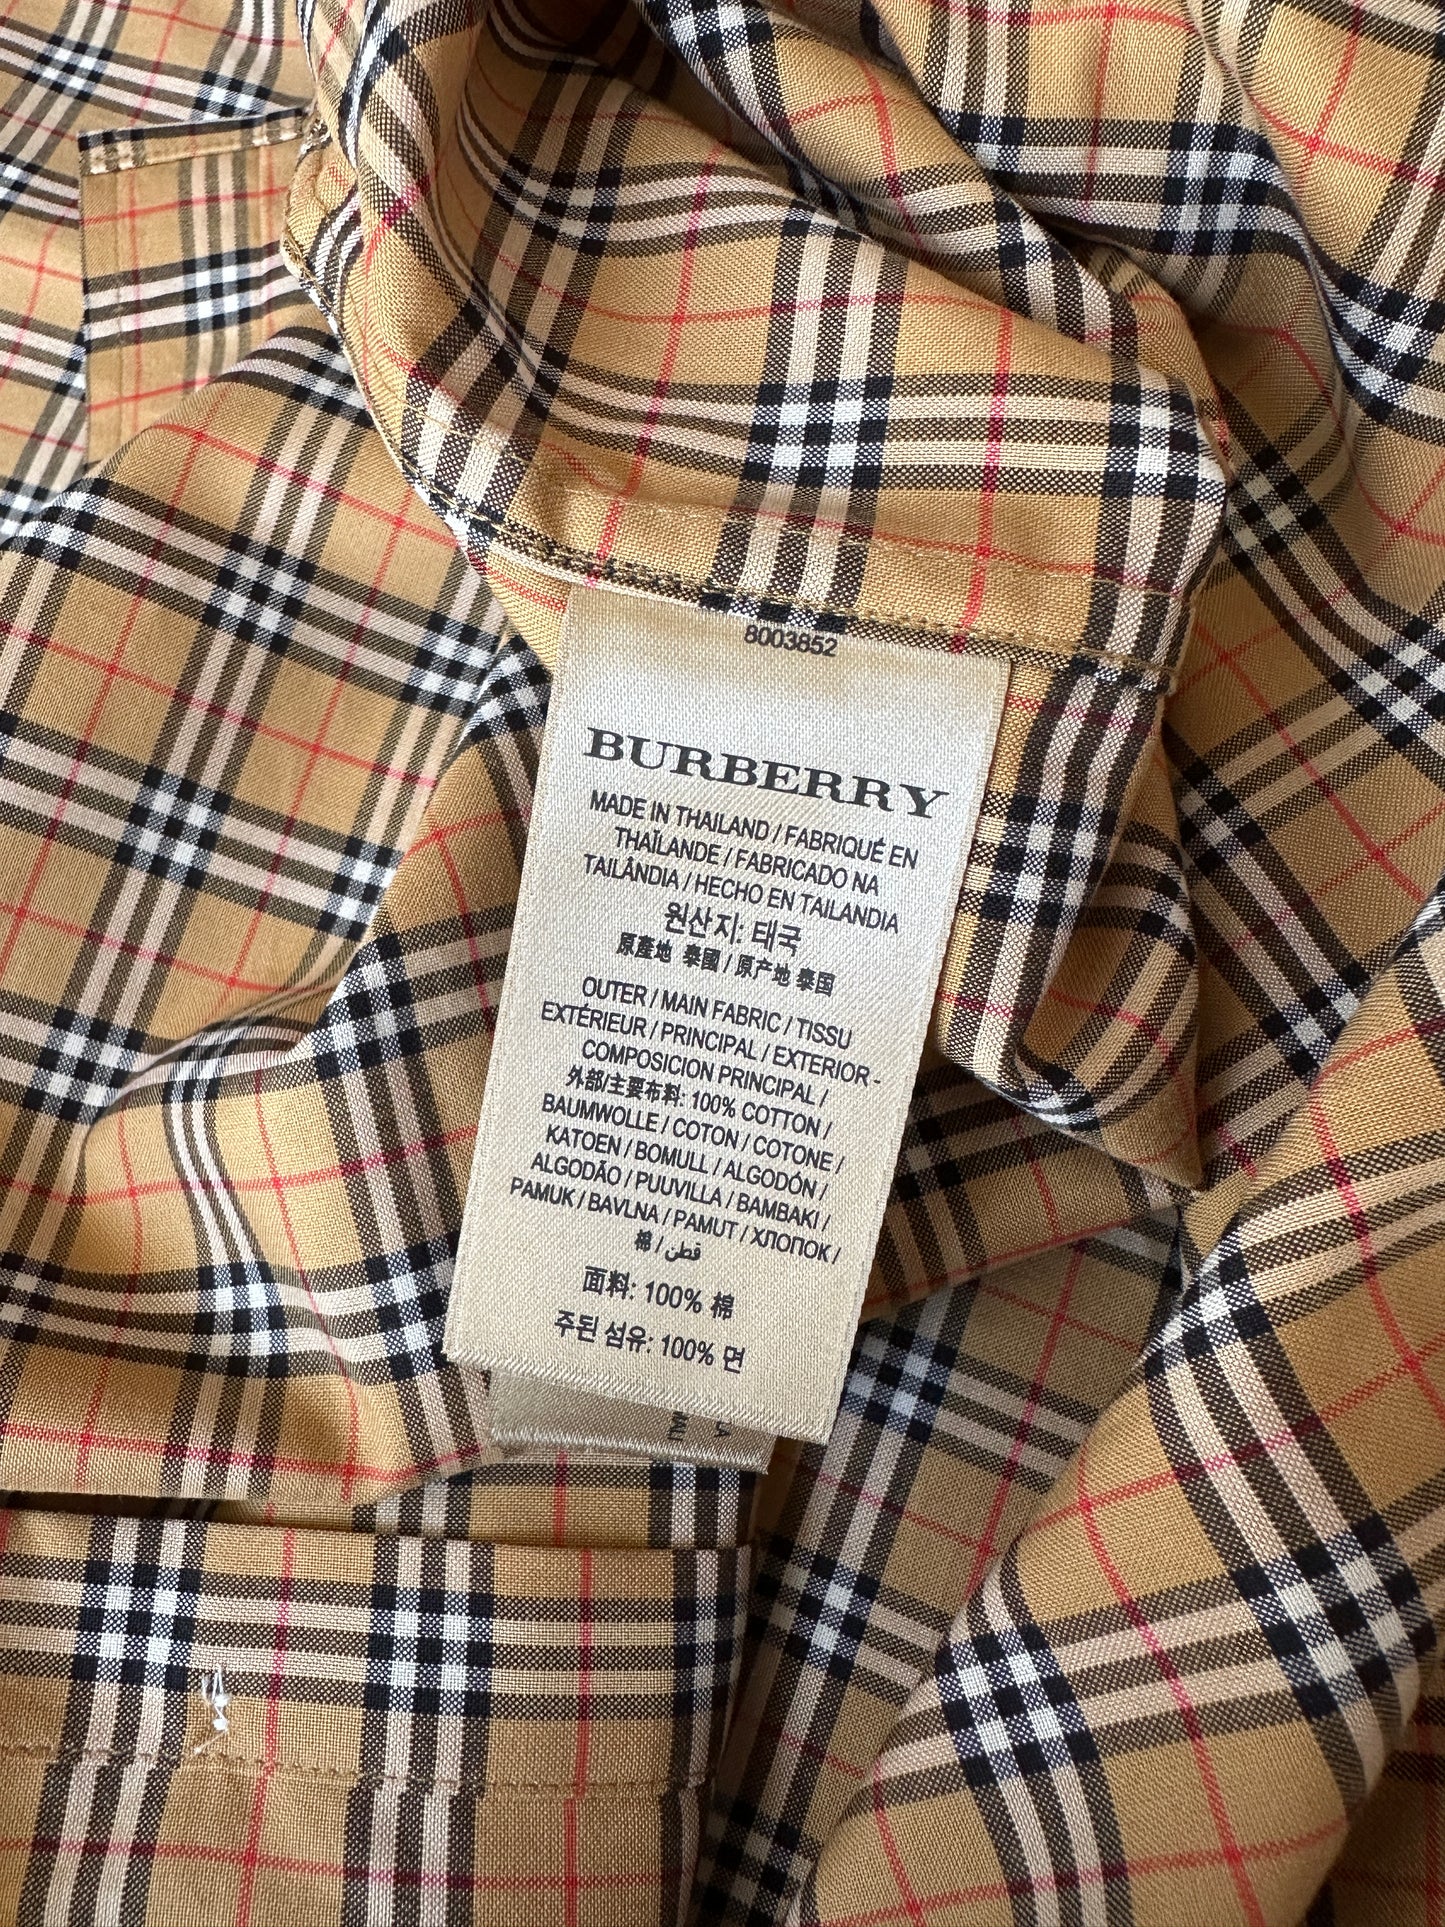 8003852
BURBERRY
MADE IN THAILAND / FABRIQUÉ EN
THAÏLANDE / FABRICADO NA
TAILÂNDIA / HECHO EN TAILANDIA
원산지: 태국
原產地 泰國 / 原产地 泰国
OUTER / MAIN FABRIC / TISSU
EXTÉRIEUR / PRINCIPAL / EXTERIOR -
COMPOSICION PRINCIPAL /
外部/主要布料: 100% COTTON /
BAUMWOLLE / COTON / COTONE /
KATOEN / BOMULL / ALGODÓN /
ALGODÃO / PUUVILLA / BAMBAKI /
PAMUK / BAVLNA / PAMUT / ХЛОПОК /
棉 / قطن
面料: 100% 棉
주된 섬유: 100% 면